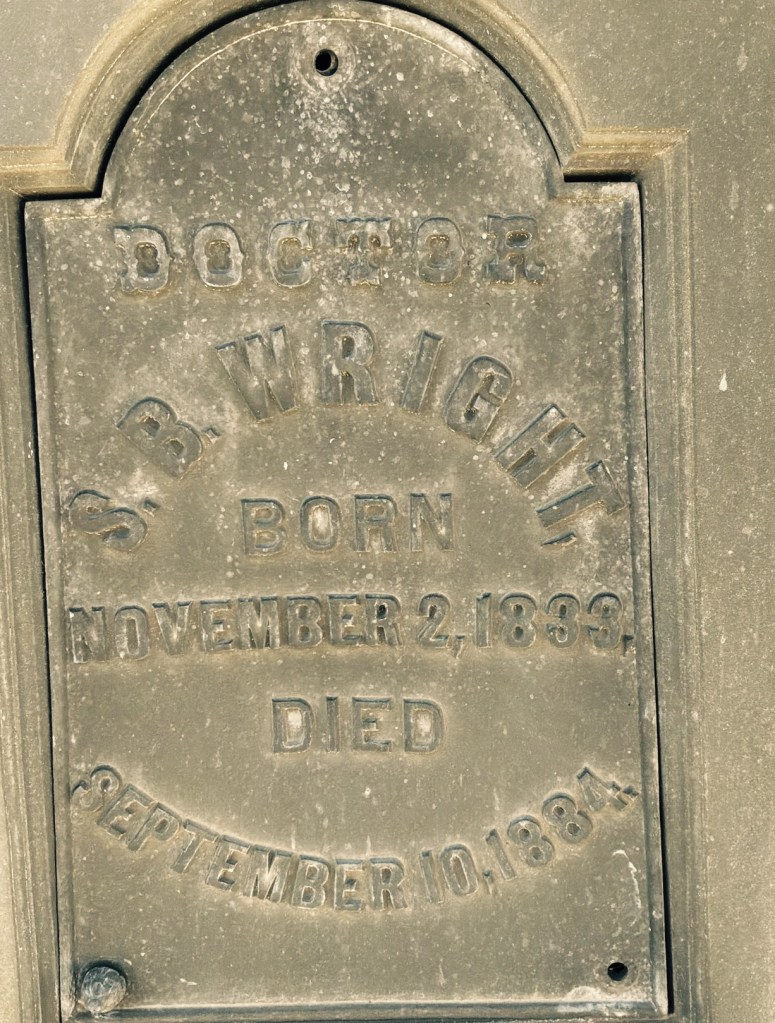 DOCTOR
S. B. WRIGHT,
BORN
NOVEMBER 2, 1833,
DIED
SEPTEMBER 10, 1884.